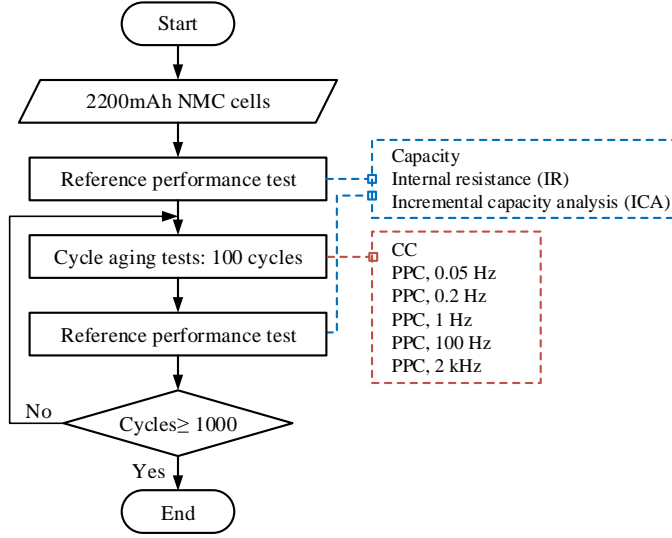 Start
2200mAh NMC cells
Reference performance test
Capacity
Internal resistance (IR)
Incremental capacity analysis (ICA)
Cycle aging tests: 100 cycles
CC
PPC, 0.05 Hz
PPC, 0.2 Hz
PPC, 1 Hz
PPC, 100 Hz
PPC, 2 kHz
Reference performance test
No
Cycles≥ 1000
Yes
End